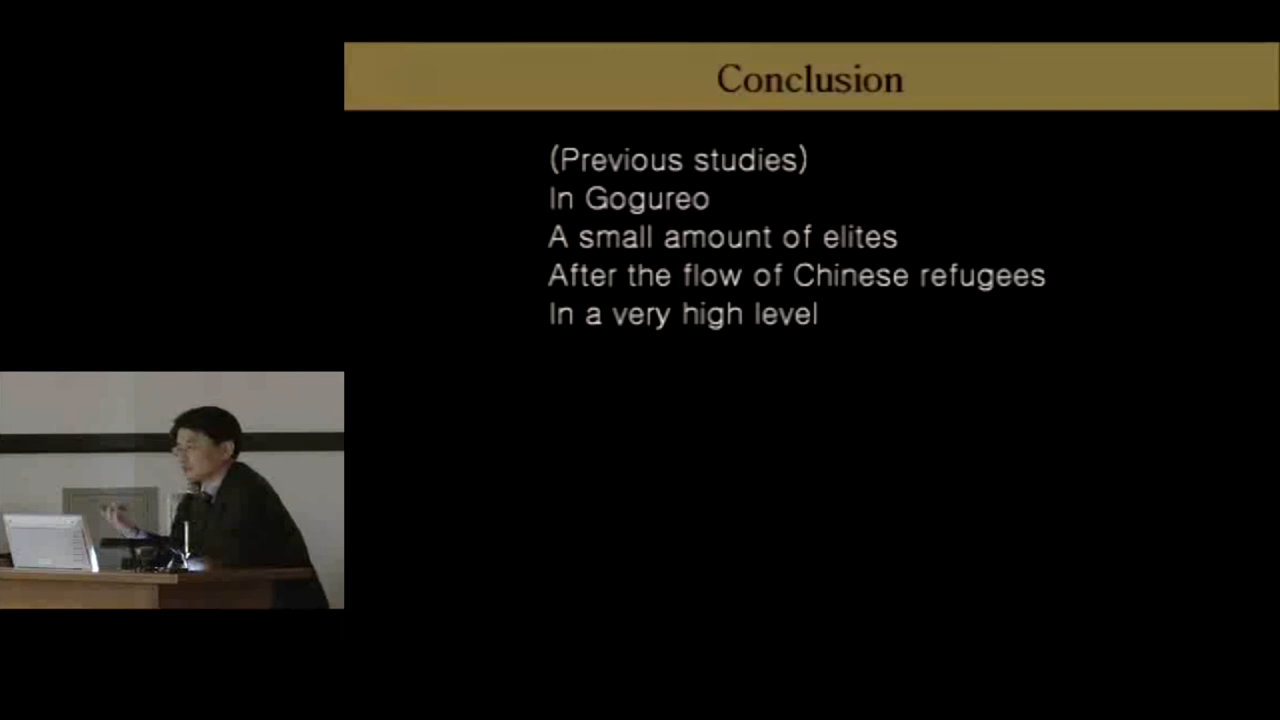 Conclusion
(Previous studies)
In Gogureo
A small amount of elites
After the flow of Chinese refugees
In a very high level